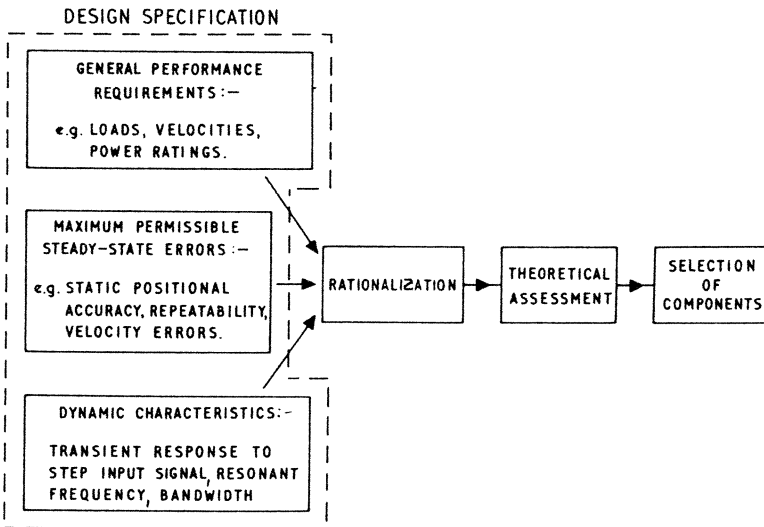 DESIGN SPECIFICATION
GENERAL PERFORMANCE
REQUIREMENTS:—
e.g. LOADS, VELOCITIES,
POWER RATINGS.
MAXIMUM PERMISSIBLE
STEADY-STATE ERRORS:—
e.g. STATIC POSITIONAL
ACCURACY, REPEATABILITY,
VELOCITY ERRORS.
DYNAMIC CHARACTERISTICS:-
TRANSIENT RESPONSE TO
STEP INPUT SIGNAL, RESONANT
FREQUENCY, BANDWIDTH
RATIONALIZATION
THEORETICAL
ASSESSMENT
SELECTION
OF
COMPONENTS